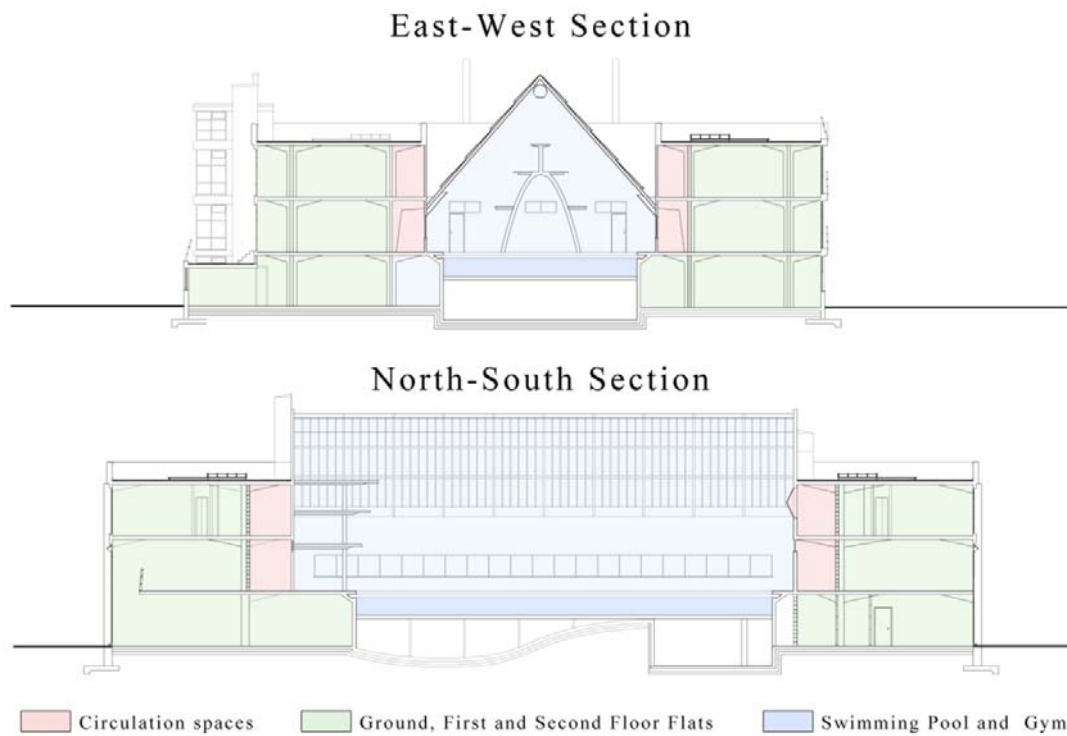 East-West Section
North-South Section
Circulation spaces
Ground, First and Second Floor Flats
Swimming Pool and Gym